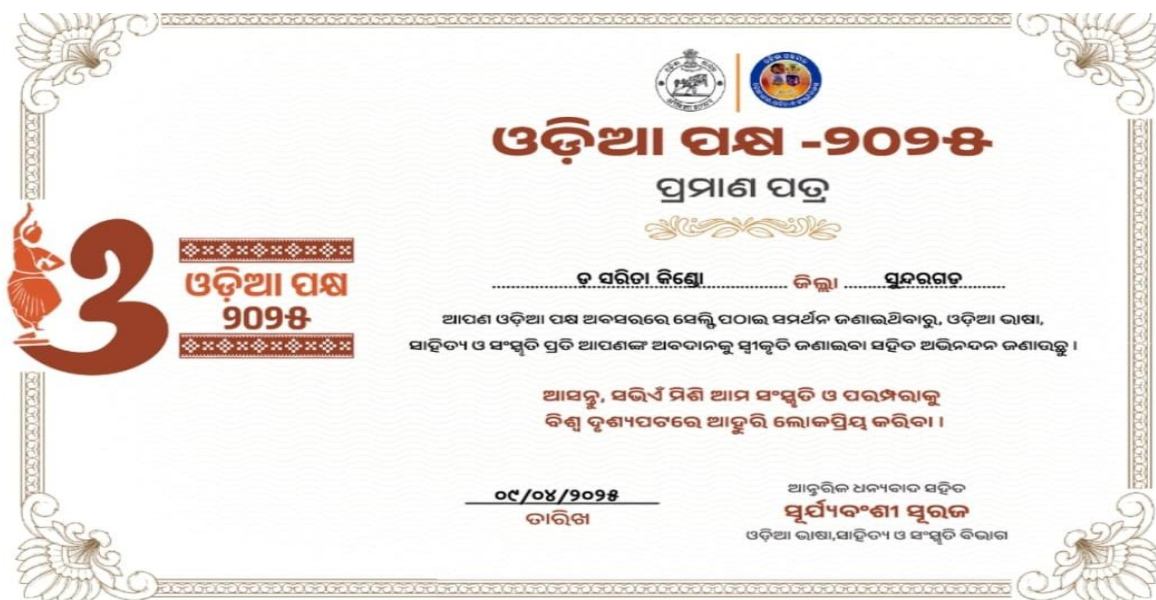 ଓଡ଼ିଆ ପକ୍ଷ -୨୦୨୫
ପ୍ରମାଣ ପତ୍ର
ଓଡ଼ିଆ ପକ୍ଷ
୨୦୨୫
ଡ଼ ସରିତା କିଣ୍ଡୋ ଜିଲ୍ଲା ସୁନ୍ଦରଗଡ଼
ଆପଣ ଓଡ଼ିଆ ପକ୍ଷ ଅବସରରେ ସେଲ୍ଫି ପଠାଇ ସମର୍ଥନ ଜଣାଇଥିବାରୁ, ଓଡ଼ିଆ ଭାଷା,
ସାହିତ୍ୟ ଓ ସଂସ୍କୃତି ପ୍ରତି ଆପଣଙ୍କ ଅବଦାନକୁ ସ୍ୱୀକୃତି ଜଣାଇବା ସହିତ ଅଭିନନ୍ଦନ ଜଣାଉଛୁ ।
ଆସନ୍ତୁ, ସଭିଏଁ ମିଶି ଆମ ସଂସ୍କୃତି ଓ ପରମ୍ପରାକୁ
ବିଶ୍ୱ ଦୃଶ୍ୟପଟରେ ଆହୁରି ଲୋକପ୍ରିୟ କରିବା ।
୦୯/୦୪/୨୦୨୫
ତାରିଖ
ଆନ୍ତରିକ ଧନ୍ୟବାଦ ସହିତ
ସୂର୍ଯ୍ୟବଂଶୀ ସୂରଜ
ଓଡ଼ିଆ ଭାଷା,ସାହିତ୍ୟ ଓ ସଂସ୍କୃତି ବିଭାଗ